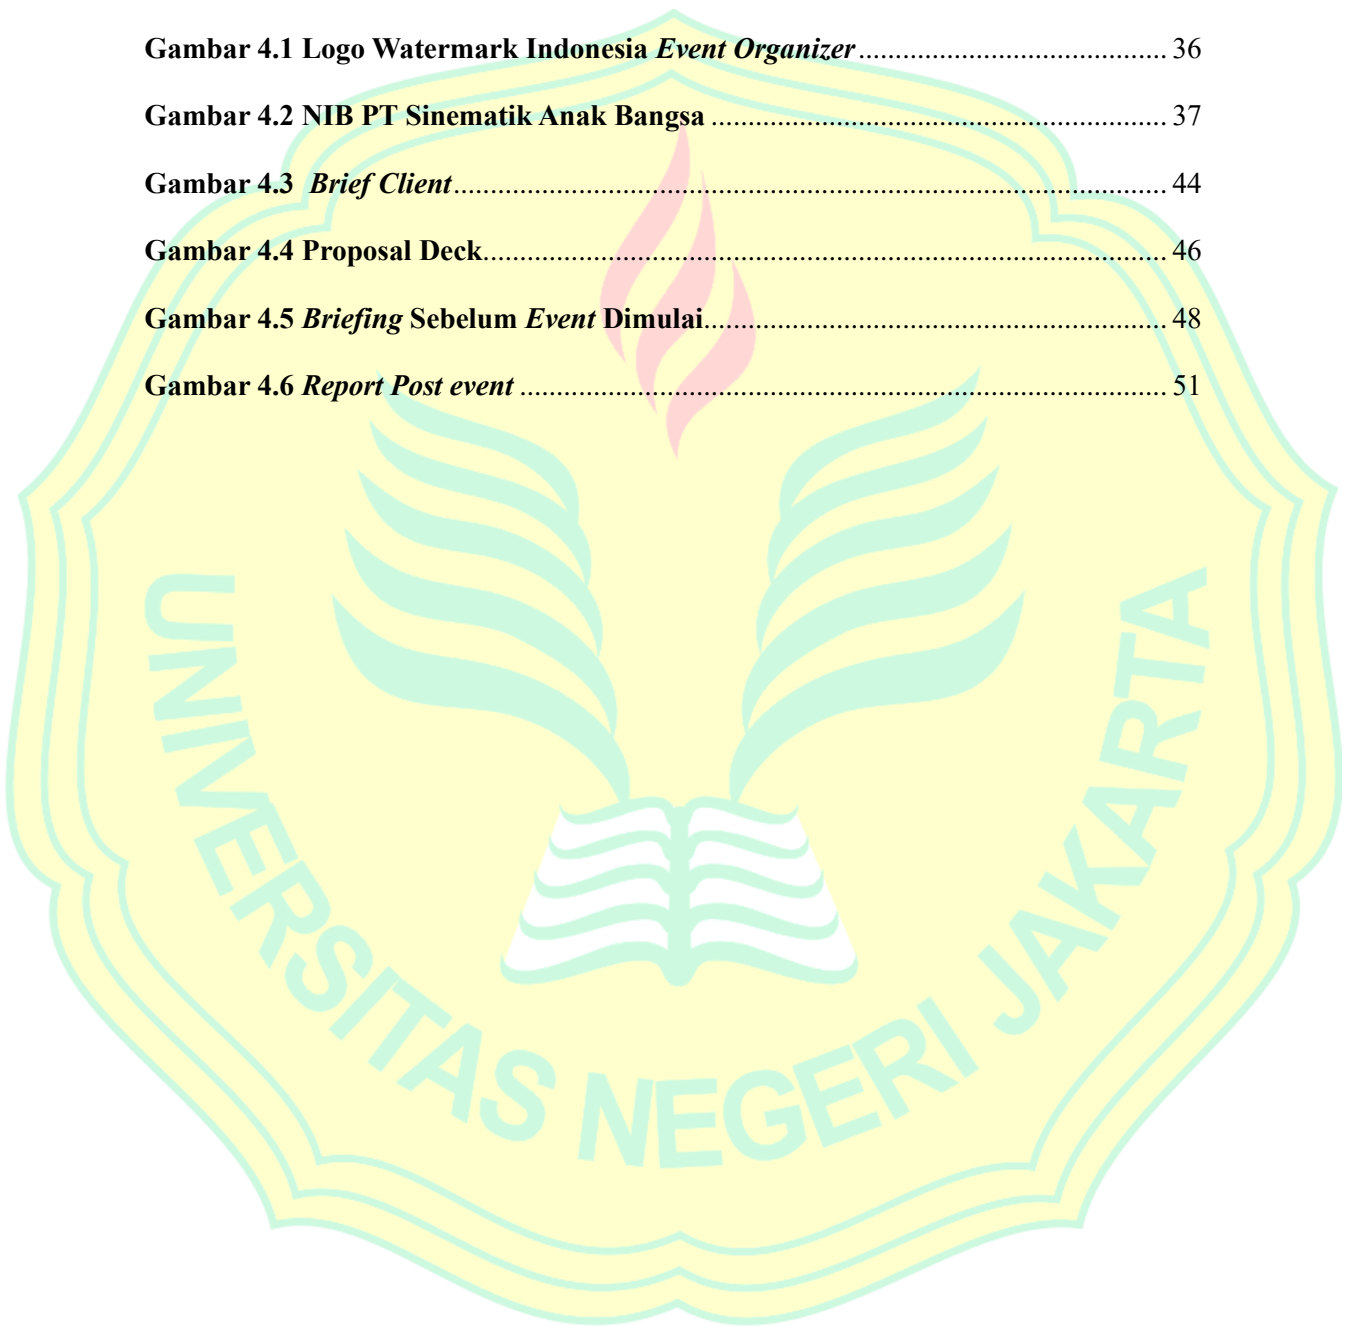 Gambar 4.1 Logo Watermark Indonesia Event Organizer.......................................... 36
Gambar 4.2 NIB PT Sinematik Anak Bangsa .............................................................. 37
Gambar 4.3  Brief Client................................................................................................. 44
Gambar 4.4 Proposal Deck............................................................................................. 46
Gambar 4.5 Briefing Sebelum Event Dimulai............................................................... 48
Gambar 4.6 Report Post event ........................................................................................ 51
UNIVERSITAS NEGERI JAKARTA